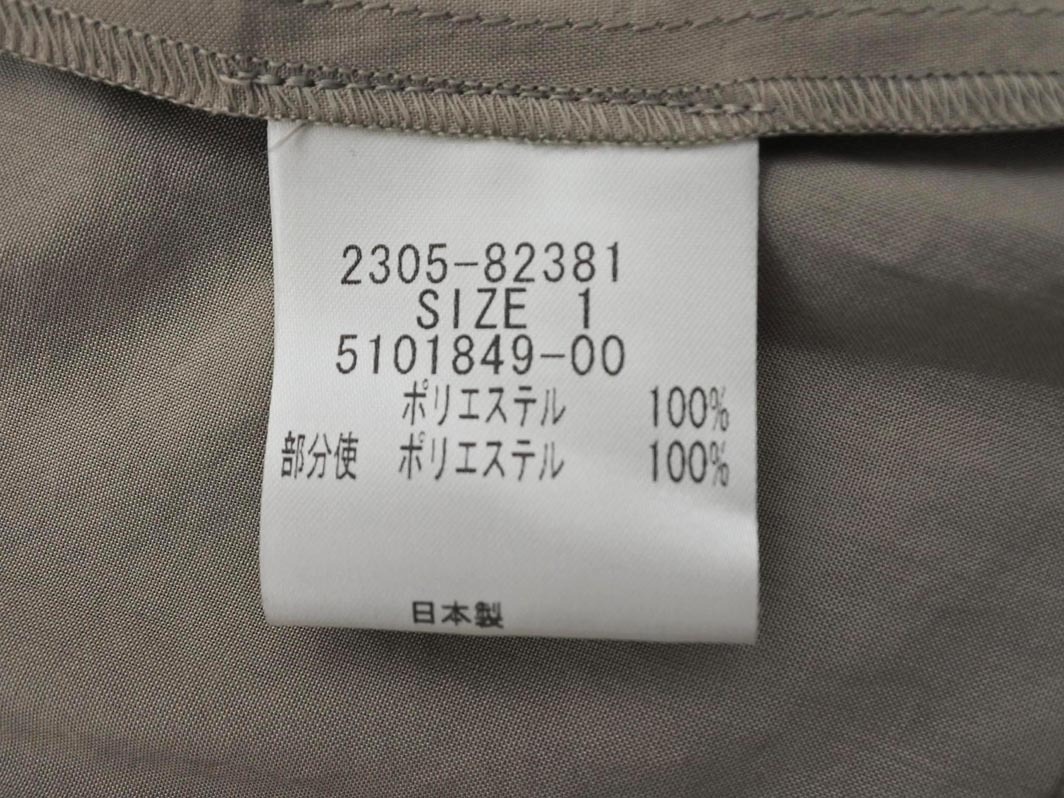 2305-82381
SIZE 1
5101849-00
ポリエステル 100%
部分使 ポリエステル 100%
日本製